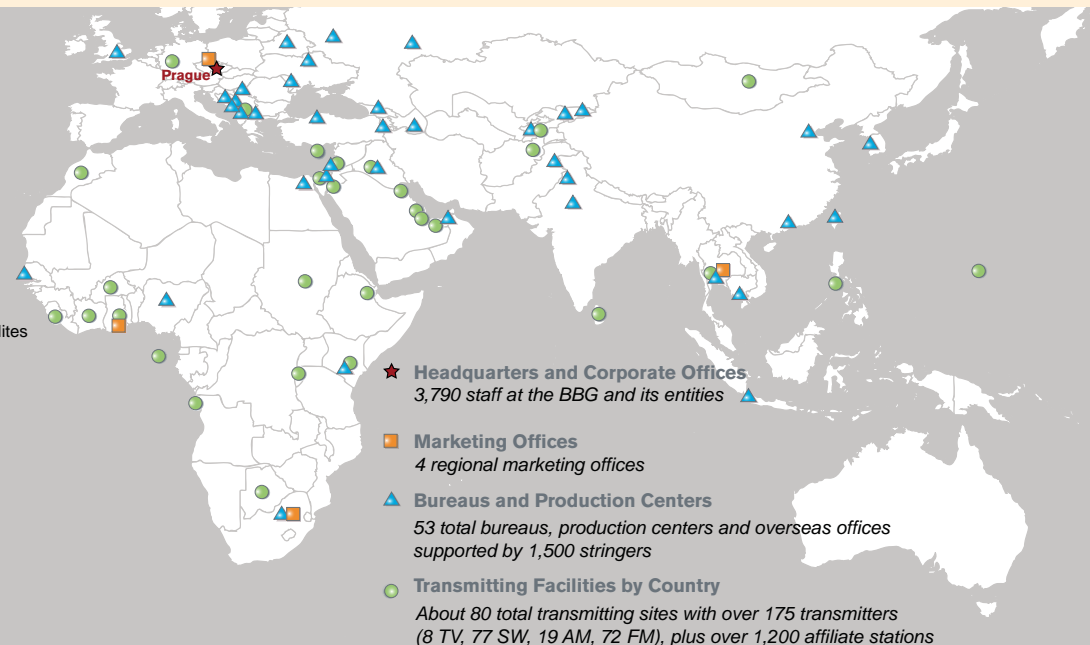 Prague
lites
Headquarters and Corporate Offices
3,790 staff at the BBG and its entities
Marketing Offices
4 regional marketing offices
Bureaus and Production Centers
53 total bureaus, production centers and overseas offices
supported by 1,500 stringers
Transmitting Facilities by Country
About 80 total transmitting sites with over 175 transmitters
(8 TV, 77 SW, 19 AM, 72 FM), plus over 1,200 affiliate stations